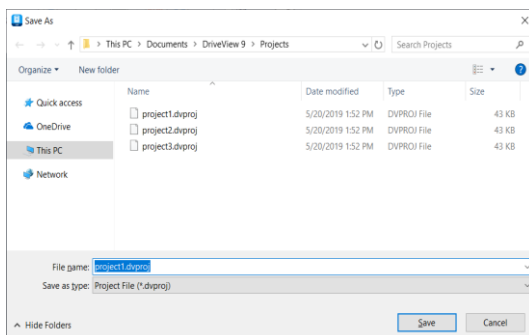 Save As
This PC > Documents > DriveView 9 > Projects
Search Projects
Organize
New folder
Name Date modified Type Size
Quick access
OneDrive
This PC
Network
project1.dvproj 5/20/2019 1:52 PM DVPROJ File 43 KB
project2.dvproj 5/20/2019 1:52 PM DVPROJ File 43 KB
project3.dvproj 5/20/2019 1:52 PM DVPROJ File 43 KB
File name: project1.dvproj
Save as type: Project File (*.dvproj)
Hide Folders
Save
Cancel